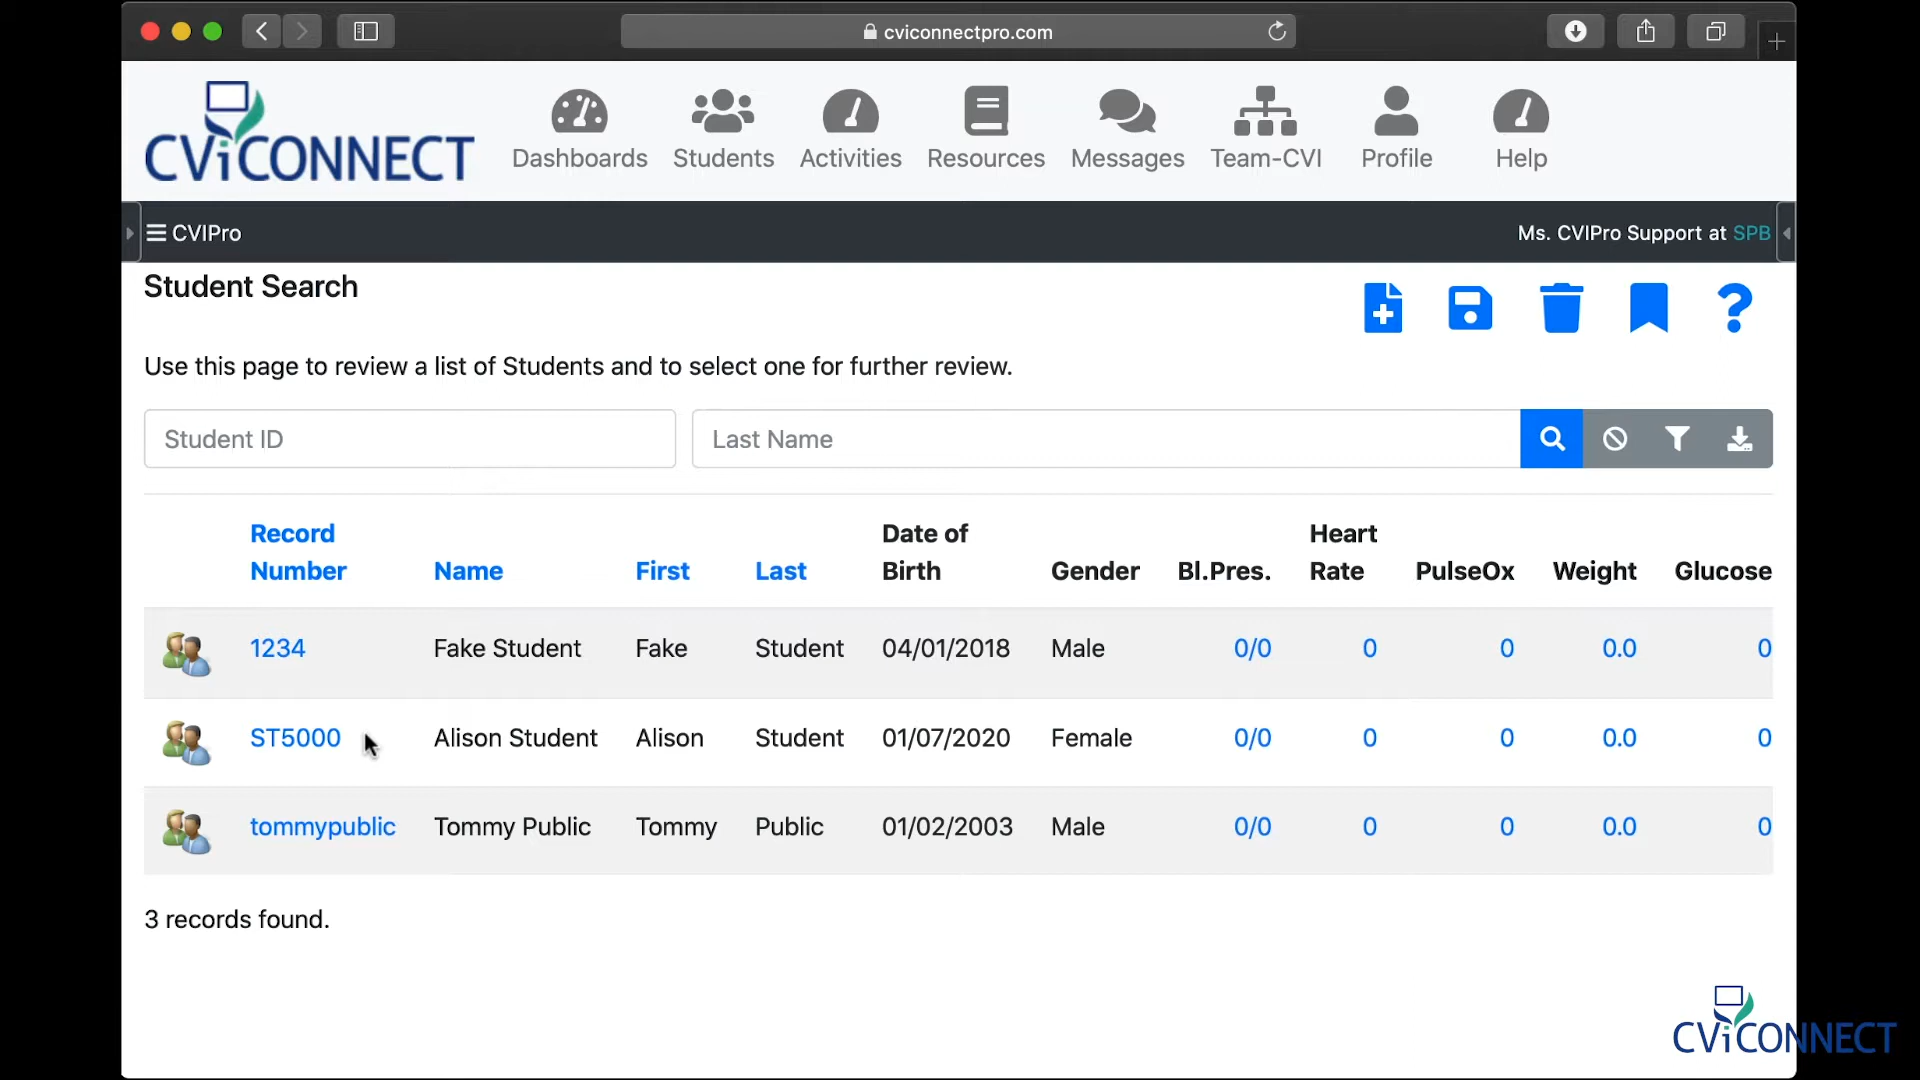 cviconnectpro.com
CViCONNECT
Dashboards Students Activities Resources Messages Team-CVI Profile Help
CVIPro Ms. CVIPro Support at SPB
Student Search
Use this page to review a list of Students and to select one for further review.
Student ID Last Name
Record Number Name First Last Date of Birth Gender Bl.Pres. Heart Rate PulseOx Weight Glucose
1234 Fake Student Fake Student 04/01/2018 Male 0/0 0 0 0.0 0
ST5000 Alison Student Alison Student 01/07/2020 Female 0/0 0 0 0.0 0
tommypublic Tommy Public Tommy Public 01/02/2003 Male 0/0 0 0 0.0 0
3 records found.
CViCONNECT